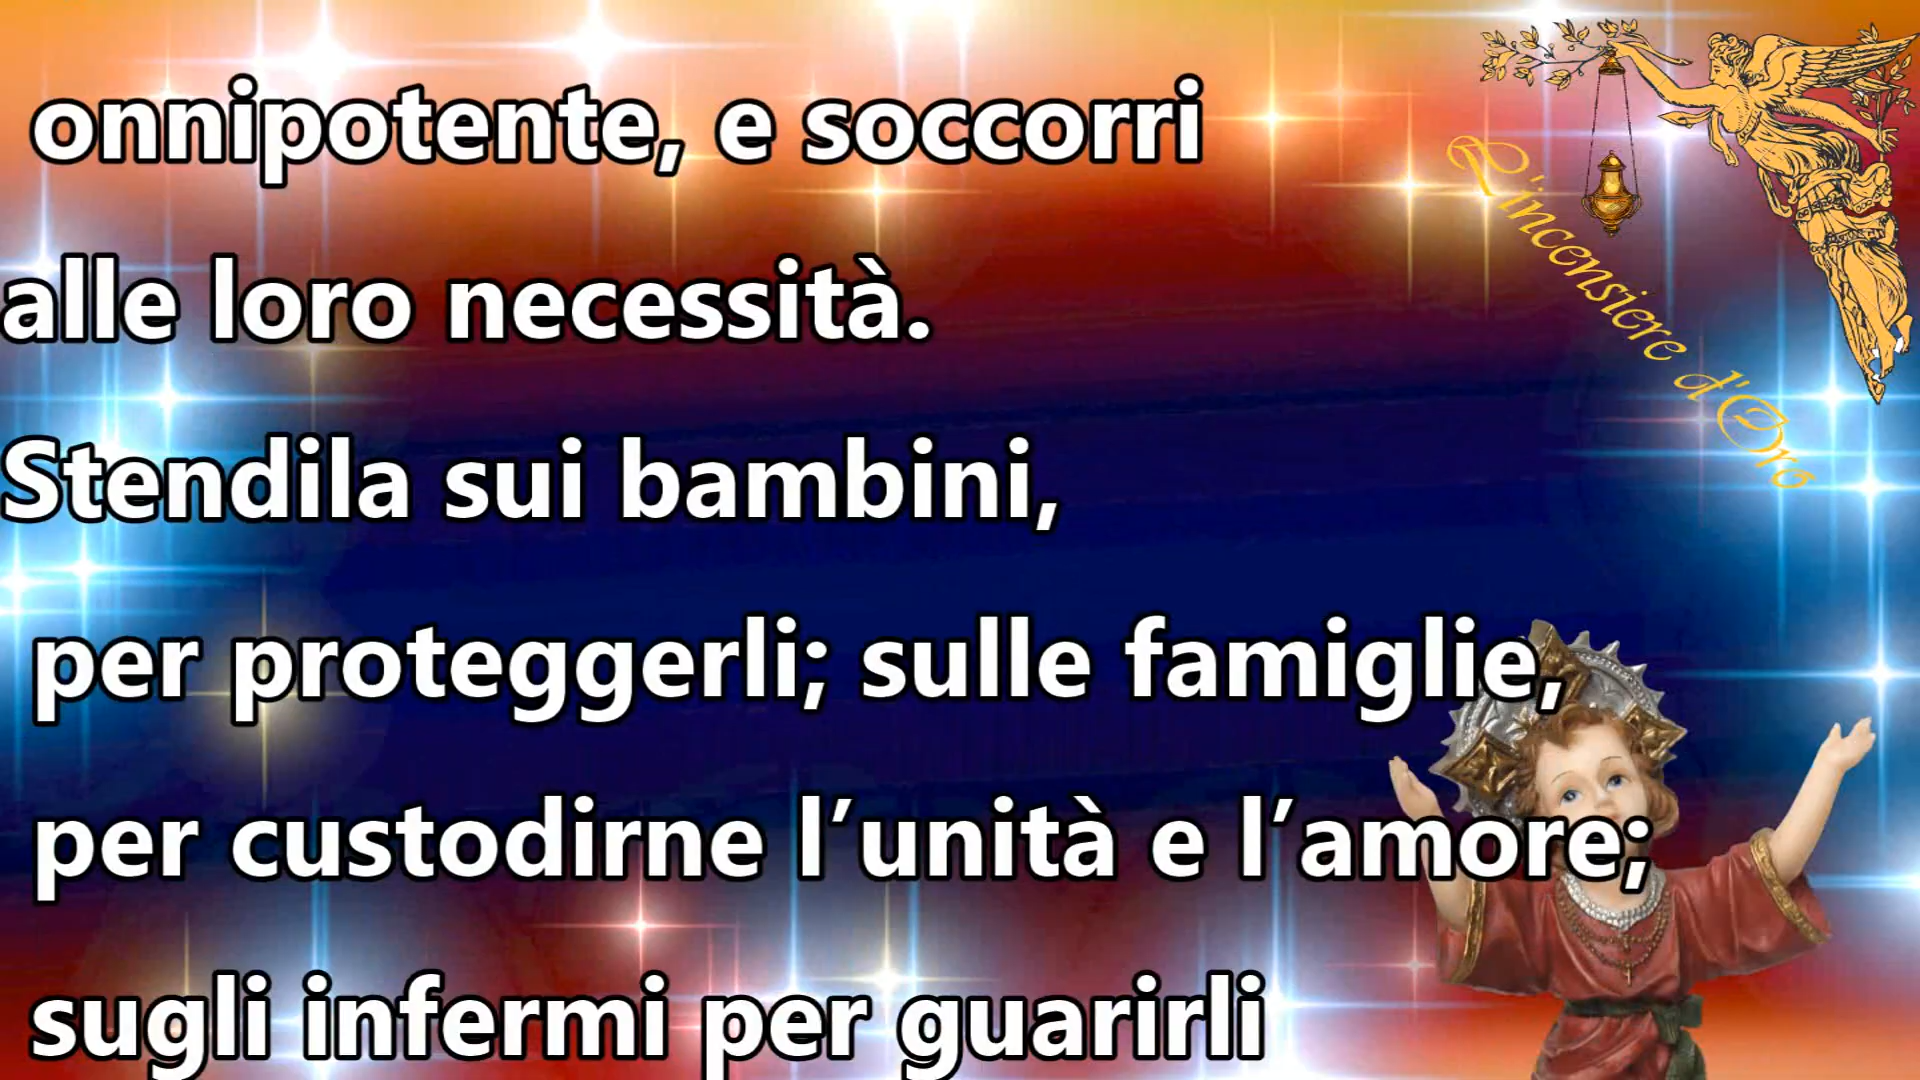 onnipotente, e soccorri
alle loro necessità.
Stendila sui bambini,
per proteggerli; sulle famiglie,
per custodirne l’unità e l’amore;
sugli infermi per guarirli
L'incensiere d'Oro